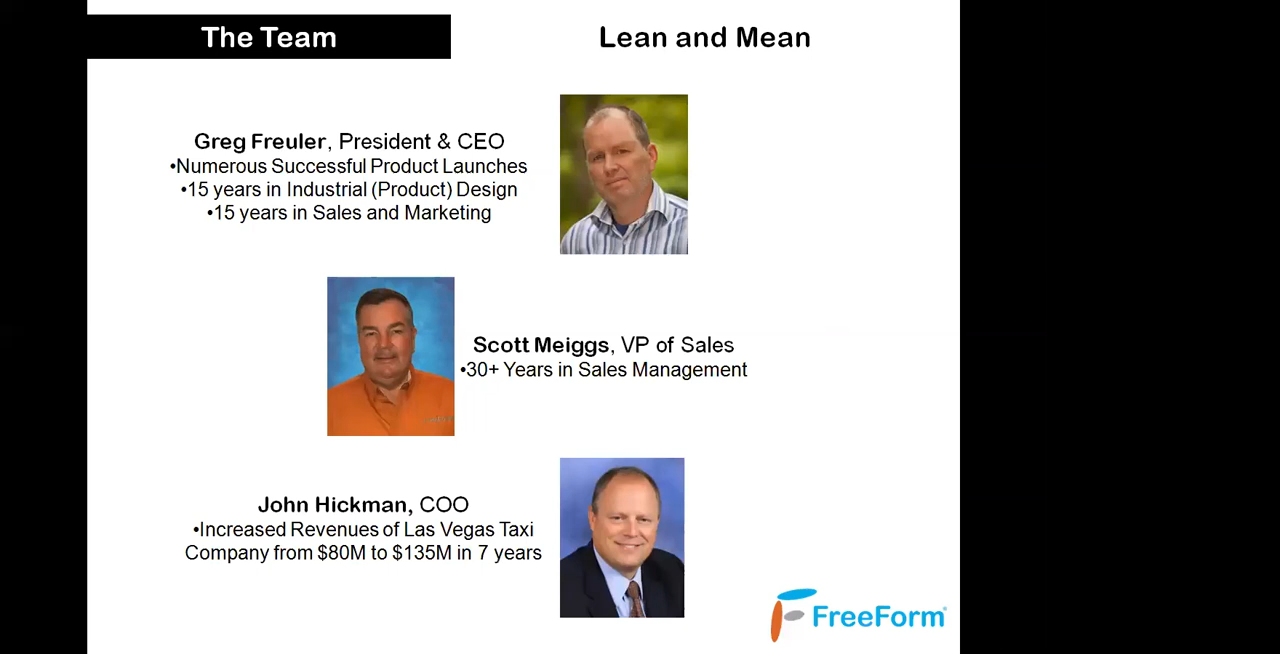 The Team
Lean and Mean
Greg Freuler, President & CEO
•Numerous Successful Product Launches
•15 years in Industrial (Product) Design
•15 years in Sales and Marketing
Scott Meiggs, VP of Sales
•30+ Years in Sales Management
John Hickman, COO
•Increased Revenues of Las Vegas Taxi
Company from $80M to $135M in 7 years
FreeForm®